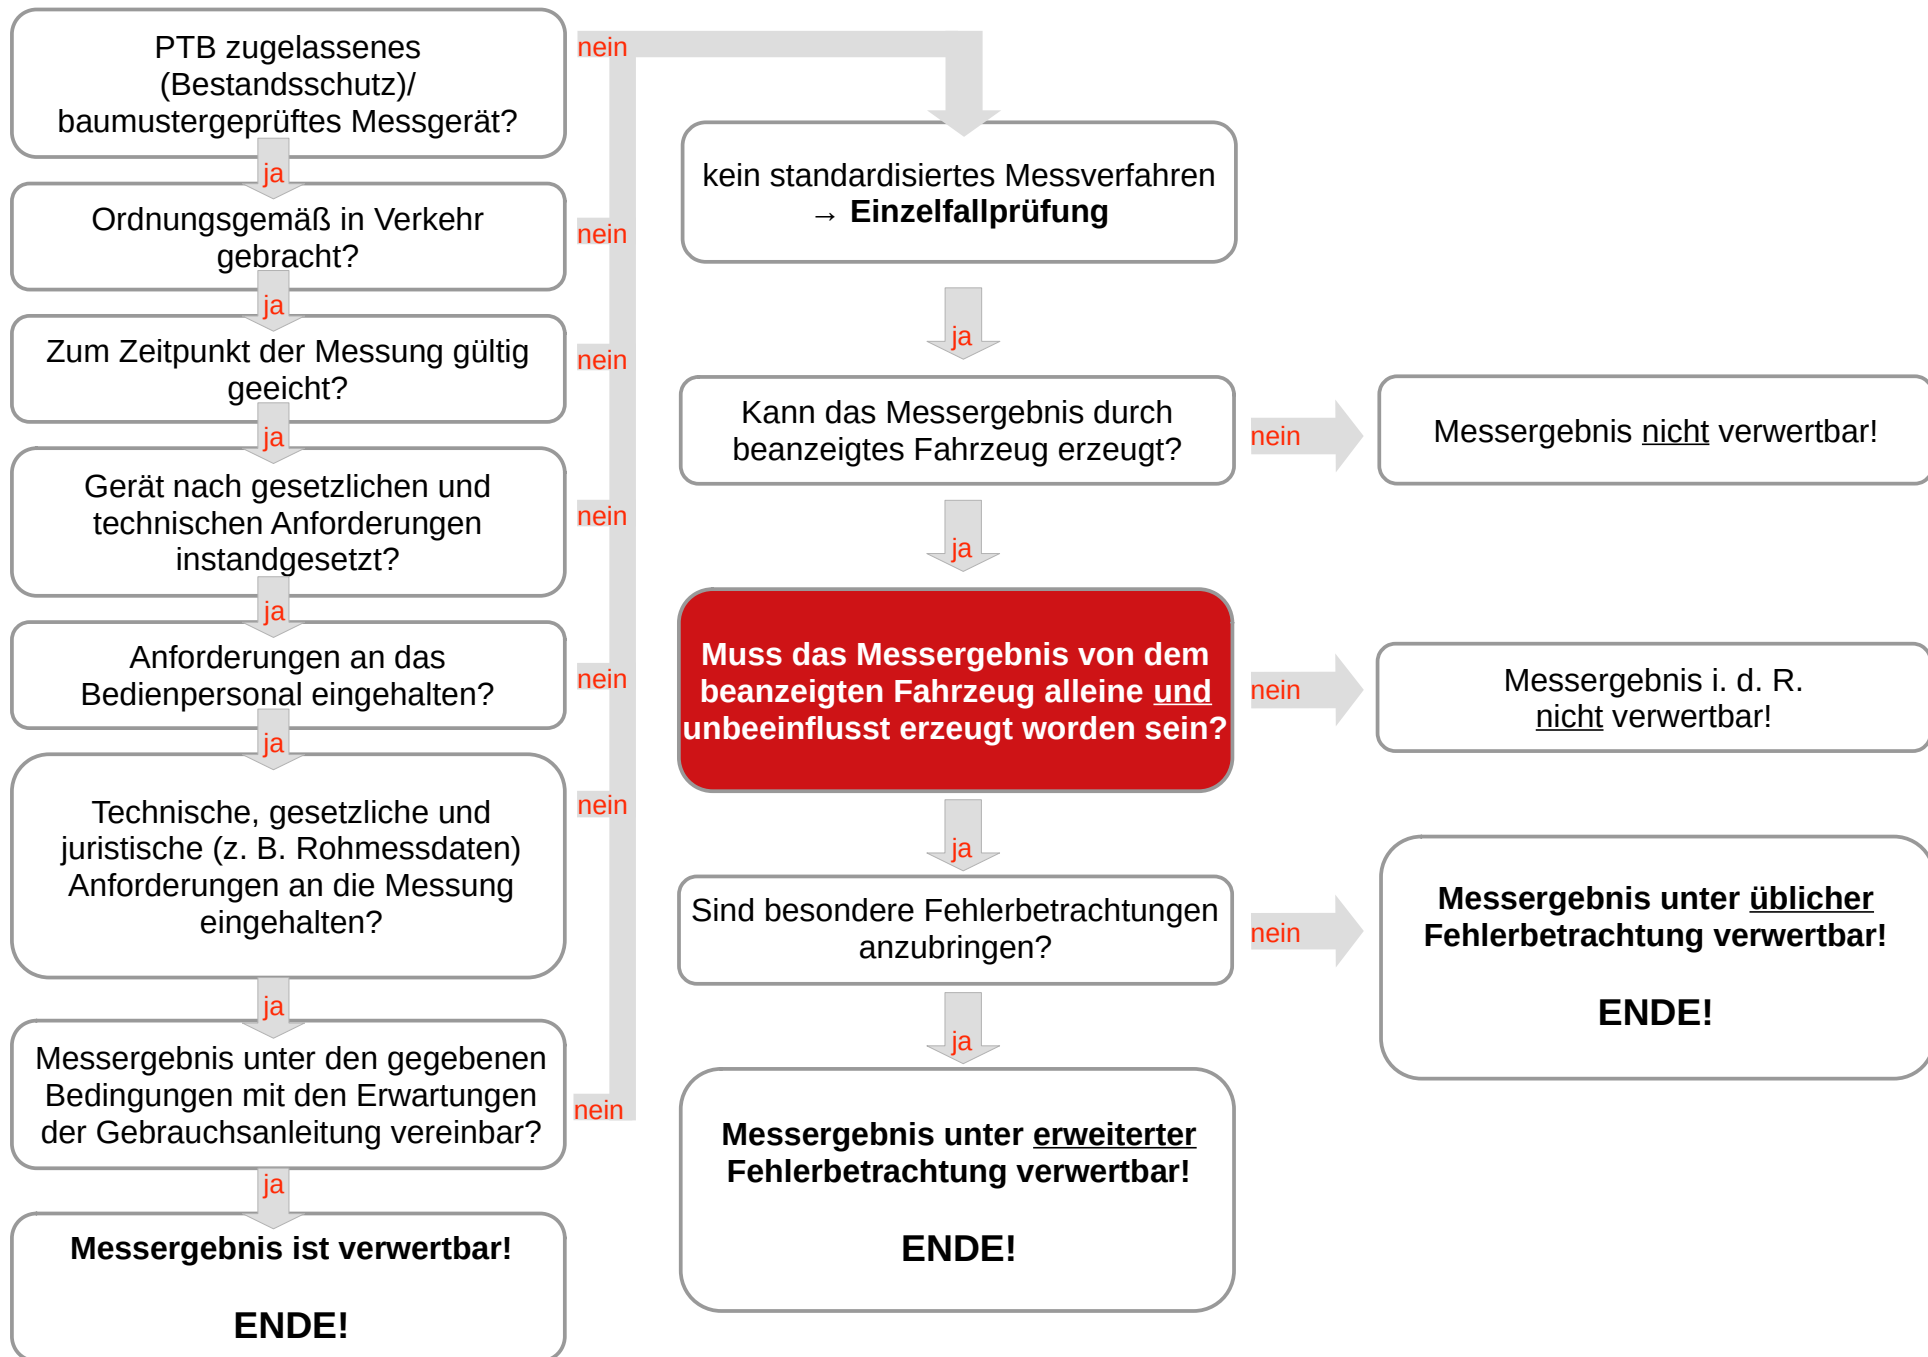 PTB zugelassenes
(Bestandsschutz)/
baumustergeprüftes Messgerät?
nein
ja
Ordnungsgemäß in Verkehr
gebracht?
nein
ja
Zum Zeitpunkt der Messung gültig
geeicht?
nein
ja
Gerät nach gesetzlichen und
technischen Anforderungen
instandgesetzt?
nein
ja
Anforderungen an das
Bedienpersonal eingehalten?
nein
ja
Technische, gesetzliche und
juristische (z. B. Rohmessdaten)
Anforderungen an die Messung
eingehalten?
nein
ja
Messergebnis unter den gegebenen
Bedingungen mit den Erwartungen
der Gebrauchsanleitung vereinbar?
nein
ja
Messergebnis ist verwertbar!
ENDE!
kein standardisiertes Messverfahren
→ Einzelfallprüfung
ja
Kann das Messergebnis durch
beanzeigtes Fahrzeug erzeugt?
nein
Messergebnis nicht verwertbar!
ja
Muss das Messergebnis von dem
beanzeigten Fahrzeug alleine und
unbeeinflusst erzeugt worden sein?
nein
Messergebnis i. d. R.
nicht verwertbar!
ja
Sind besondere Fehlerbetrachtungen
anzubringen?
nein
Messergebnis unter üblicher
Fehlerbetrachtung verwertbar!
ENDE!
ja
Messergebnis unter erweiterter
Fehlerbetrachtung verwertbar!
ENDE!